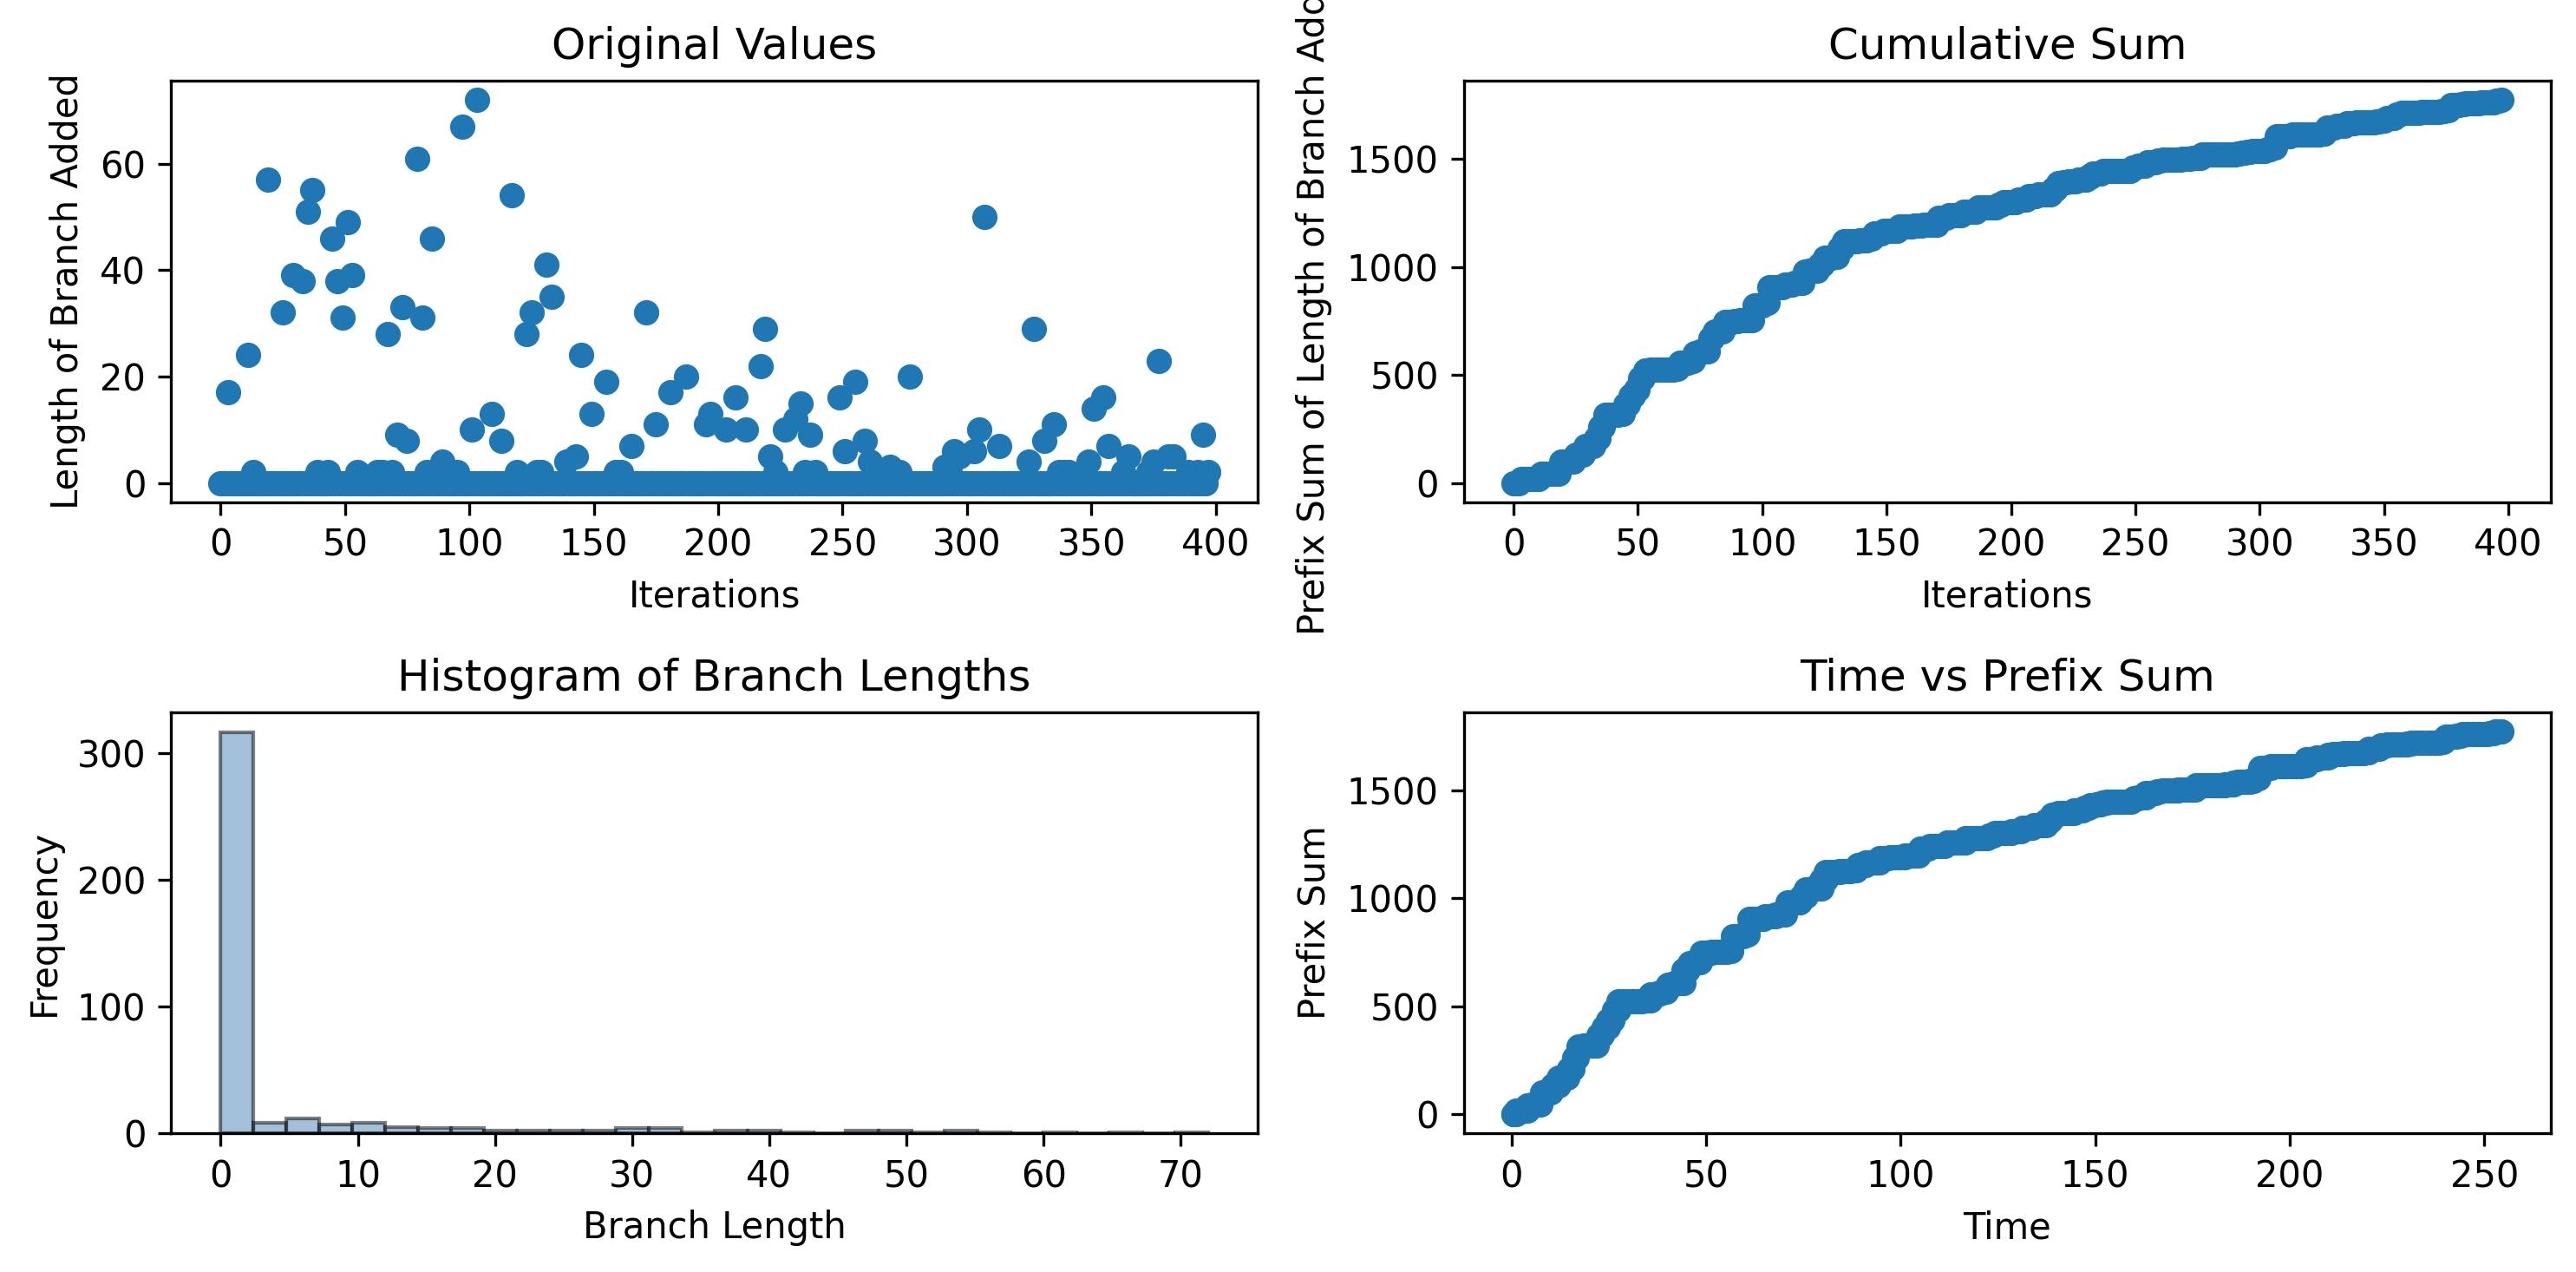 Original Values
Length of Branch Added
60
40
20
0
0 50 100 150 200 250 300 350 400
Iterations
Cumulative Sum
Prefix Sum of Length of Branch
1500
1000
500
0
0 50 100 150 200 250 300 350 400
Iterations
Histogram of Branch Lengths
Frequency
300
200
100
0
0 10 20 30 40 50 60 70
Branch Length
Time vs Prefix Sum
Prefix Sum
1500
1000
500
0
0 50 100 150 200 250
Time